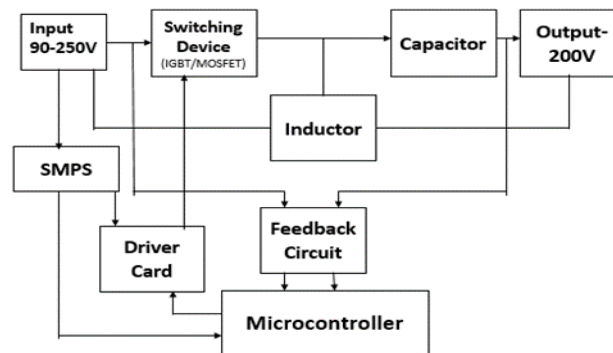 Input
90-250V
Switching
Device
(IGBT/MOSFET)
Capacitor
Output-
200V
Inductor
SMPS
Driver
Card
Feedback
Circuit
Microcontroller